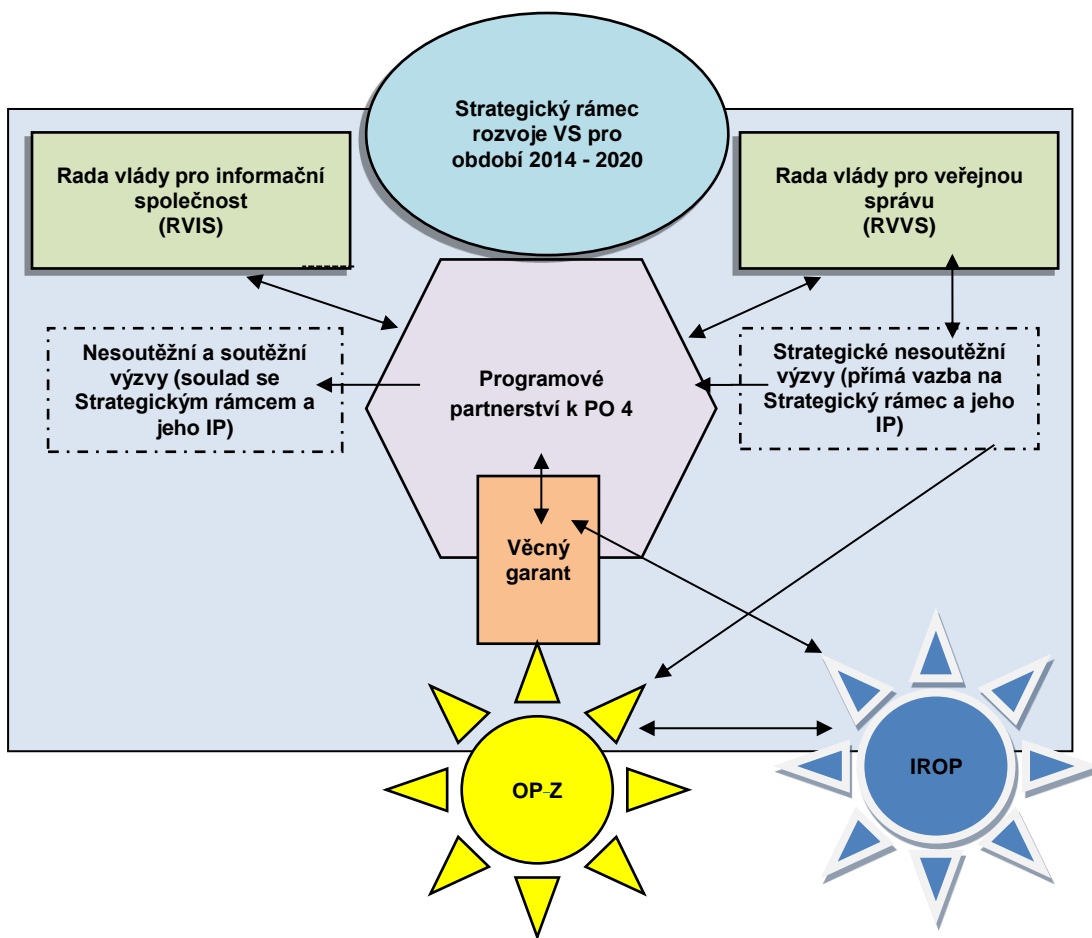 Strategický rámec
rozvoje VS pro
období 2014 - 2020
Rada vlády pro informační
společnost
(RVIS)
Rada vlády pro veřejnou
správu
(RVVS)
Nesoutěžní a soutěžní
výzvy (soulad se
Strategickým rámcem a
jeho IP)
Programové
partnerství k PO 4
Strategické nesoutěžní
výzvy (přímá vazba na
Strategický rámec a jeho
IP)
Věcný
garant
OP-Z
IROP